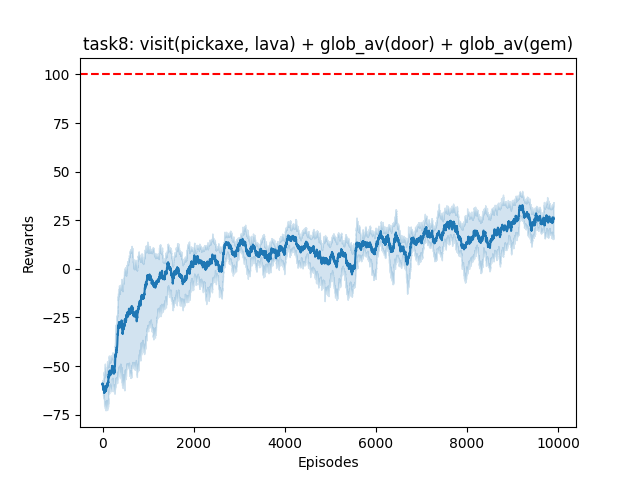 task8: visit(pickaxe, lava) + glob_av(door) + glob_av(gem)
100
75
50
25
0
−25
−50
−75
Rewards
0 2000 4000 6000 8000 10000
Episodes